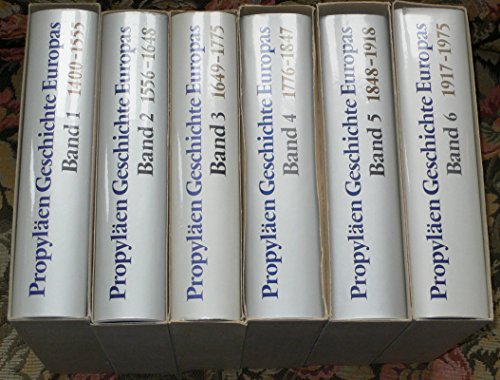 Propyläen Geschichte Europas
Band 1 1400-1555
Propyläen Geschichte Europas
Band 2 1556-1648
Propyläen Geschichte Europas
Band 3 1649-1775
Propyläen Geschichte Europas
Band 4 1776-1847
Propyläen Geschichte Europas
Band 5 1848-1918
Propyläen Geschichte Europas
Band 6 1917-1975